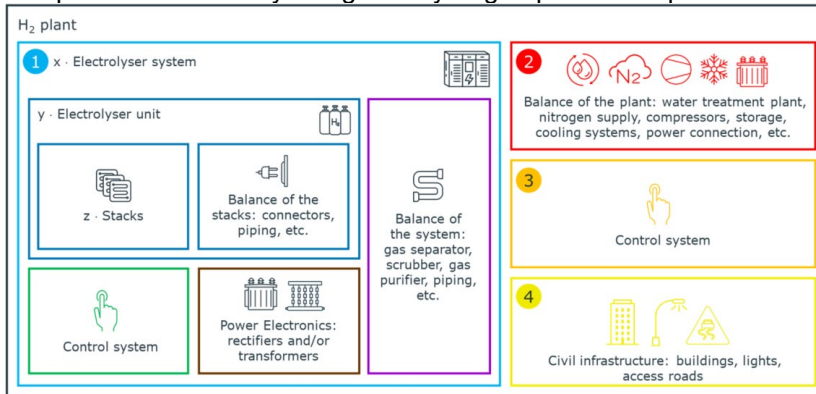 H₂ plant
1
x · Electrolyser system
y · Electrolyser unit
H₂
z · Stacks
Balance of the
stacks: connectors,
piping, etc.
Control system
Power Electronics:
rectifiers and/or
transformers
Balance of
the system:
gas separator,
scrubber, gas
purifier, piping,
etc.
2
N₂
Balance of the plant: water treatment plant,
nitrogen supply, compressors, storage,
cooling systems, power connection, etc.
3
Control system
4
Civil infrastructure: buildings, lights,
access roads